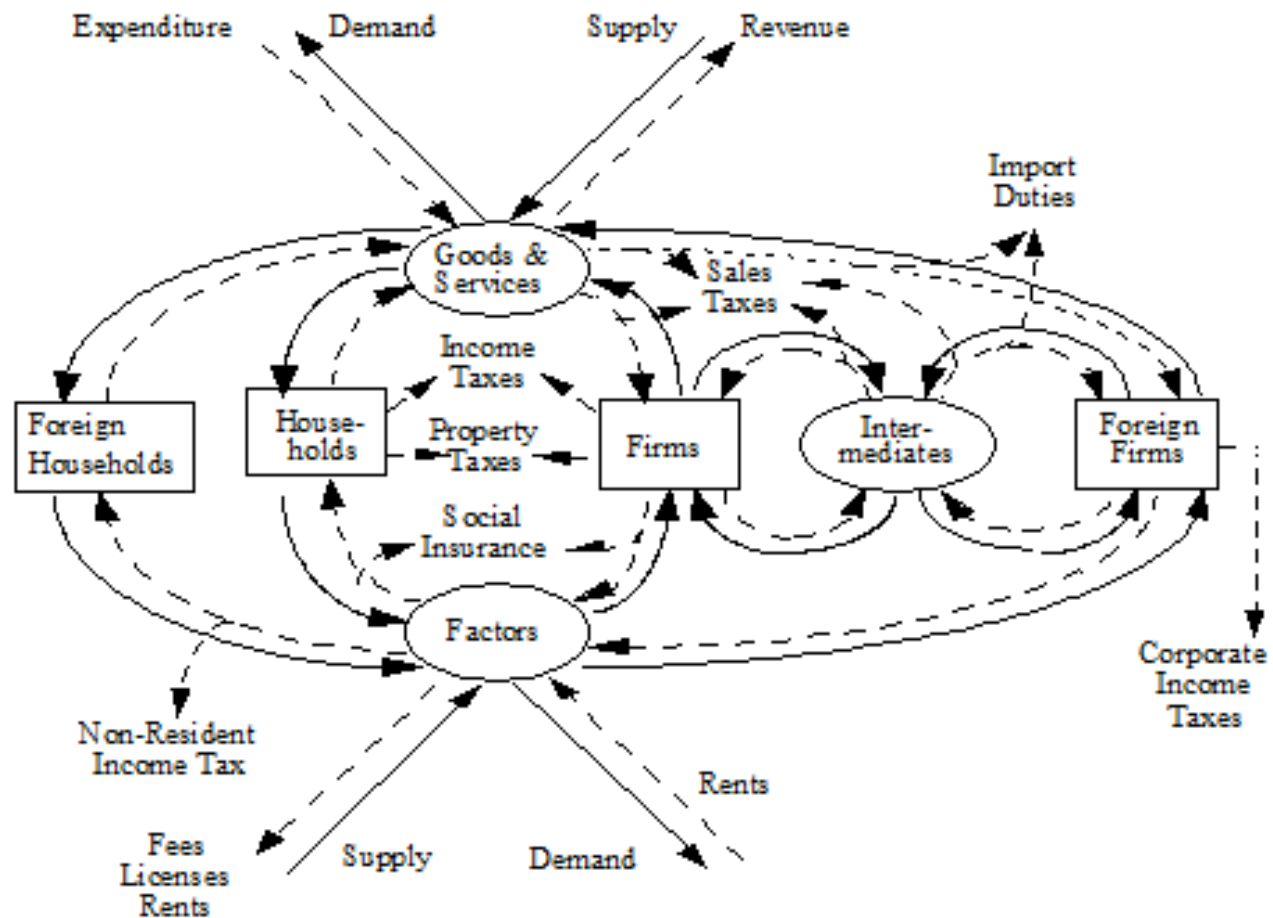 Expenditure
Demand
Supply
Revenue
Import
Duties
Goods &
Services
Sales
Taxes
Income
Taxes
Foreign
Households
House-
holds
Property
Taxes
Firms
Inter-
mediates
Foreign
Firms
Social
Insurance
Factors
Corporate
Income
Taxes
Non-Resident
Income Tax
Rents
Fees
Licenses
Rents
Supply
Demand